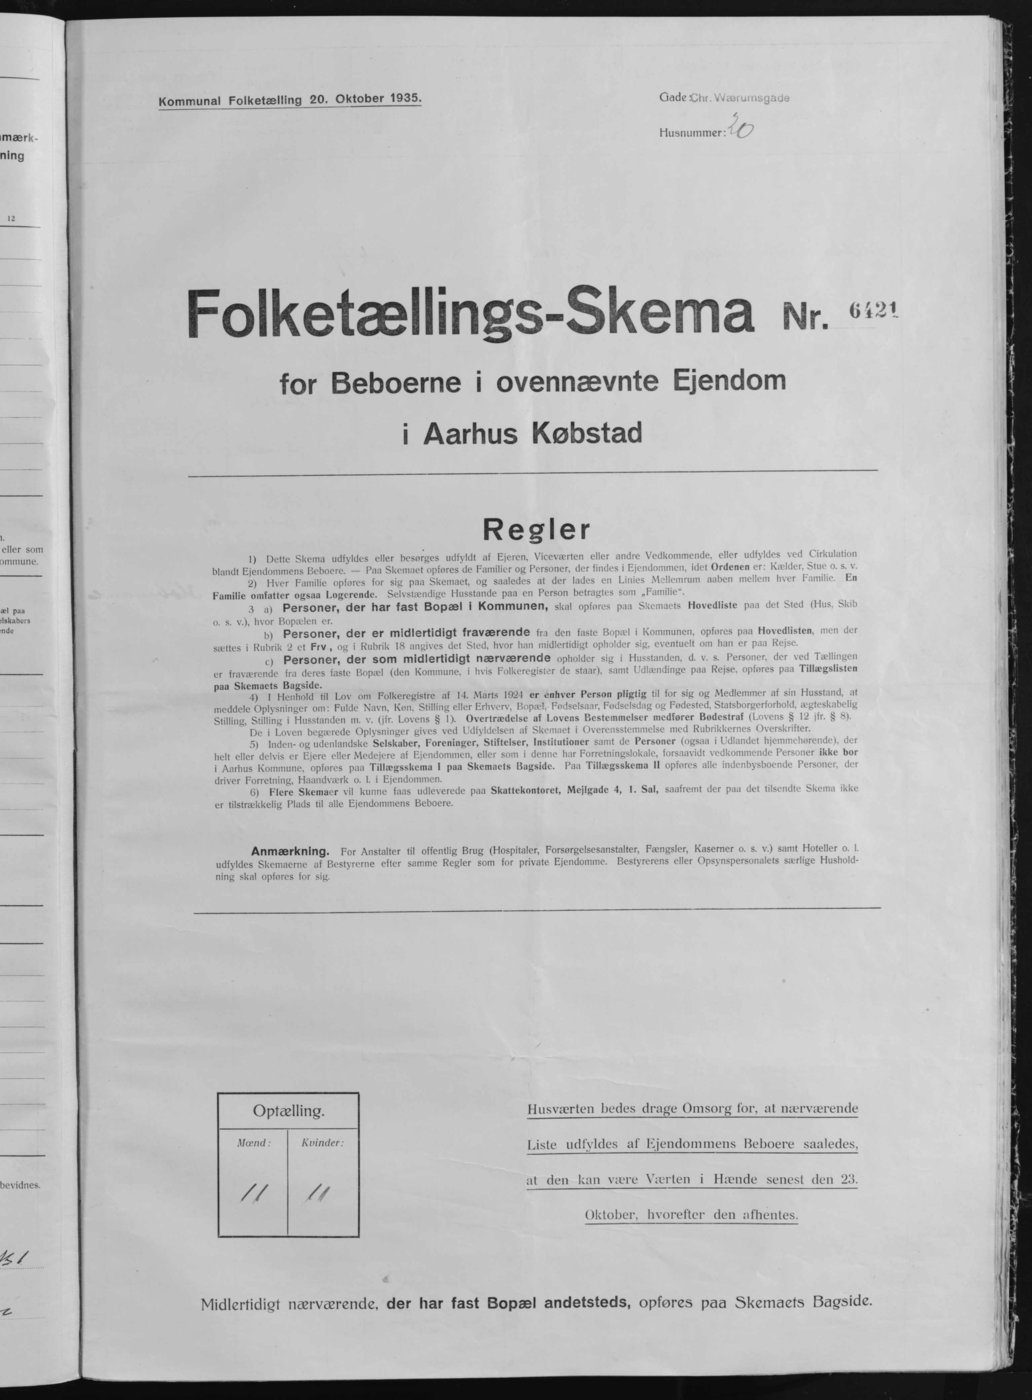 mærk-
ning
12
eller som
ommune.
æl paa
elskabers
ende
bevidnes.
Kommunal Folketælling 20. Oktober 1935.
Gade: Chr. Wærumsgade
Husnummer: 20
Folketællings-Skema Nr. 6421
for Beboerne i ovennævnte Ejendom
i Aarhus Købstad
Regler
1) Dette Skema udfyldes eller besørges udfyldt af Ejeren, Viceværten eller andre Vedkommende, eller udfyldes ved Cirkulation
blandt Ejendommens Beboere. — Paa Skemaet opføres de Familier og Personer, der findes i Ejendommen, idet Ordenen er: Kælder, Stue o. s. v.
2) Hver Familie opføres for sig paa Skemaet, og saaledes at der lades en Linies Mellemrum aaben mellem hver Familie. En
Familie omfatter ogsaa Logerende. Selvstændige Husstande paa en Person betragtes som „Familie“.
3 a) Personer, der har fast Bopæl i Kommunen, skal opføres paa Skemaets Hovedliste paa det Sted (Hus, Skib
o. s. v.), hvor Bopælen er.
b) Personer, der er midlertidigt fraværende fra den faste Bopæl i Kommunen, opføres paa Hovedlisten, men der
sættes i Rubrik 2 et Frv, og i Rubrik 18 angives det Sted, hvor han midlertidigt opholder sig, eventuelt om han er paa Rejse.
c) Personer, der som midlertidigt nærværende opholder sig i Husstanden, d. v. s. Personer, der ved Tællingen
er fraværende fra deres faste Bopæl (den Kommune, i hvis Folkeregister de staar), samt Udlændinge paa Rejse, opføres paa Tillægslisten
paa Skemaets Bagside.
4) I Henhold til Lov om Folkeregistre af 14. Marts 1924 er enhver Person pligtig til for sig og Medlemmer af sin Husstand, at
meddele Oplysninger om: Fulde Navn, Køn, Stilling eller Erhverv, Bopæl, Fødselsaar, Fødselsdag og Fødested, Statsborgerforhold, ægteskabelig
Stilling, Stilling i Husstanden m. v. (jfr. Lovens § 1). Overtrædelse af Lovens Bestemmelser medfører Bødestraf (Lovens § 12 jfr. § 8).
De i Loven begærede Oplysninger gives ved Udfyldelsen af Skemaet i Overensstemmelse med Rubrikkernes Overskrifter.
5) Inden- og udenlandske Selskaber, Foreninger, Stiftelser, Institutioner samt de Personer (ogsaa i Udlandet hjemmehørende), der
helt eller delvis er Ejere eller Medejere af Ejendommen, eller som i denne har Forretningslokale, forsaavidt vedkommende Personer ikke bor
i Aarhus Kommune, opføres paa Tillægsskema I paa Skemaets Bagside. Paa Tillægsskema II opføres alle indenbysboende Personer, der
driver Forretning, Haandværk o. l. i Ejendommen.
6) Flere Skemaer vil kunne faas udleverede paa Skattekontoret, Mejlgade 4, 1. Sal, saafremt der paa det tilsendte Skema ikke
er tilstrækkelig Plads til alle Ejendommens Beboere.
Anmærkning. For Anstalter til offentlig Brug (Hospitaler, Forsørgelsesanstalter, Fængsler, Kaserner o. s. v.) samt Hoteller o. l.
udfyldes Skemaerne af Bestyrerne efter samme Regler som for private Ejendomme. Bestyrerens eller Opsynspersonalets særlige Hushold-
ning skal opføres for sig.
Optælling.
Mænd: Kvinder:
11 11
Husværten bedes drage Omsorg for, at nærværende
Liste udfyldes af Ejendommens Beboere saaledes,
at den kan være Værten i Hænde senest den 23.
Oktober, hvorefter den afhentes.
Midlertidigt nærværende, der har fast Bopæl andetsteds, opføres paa Skemaets Bagside.